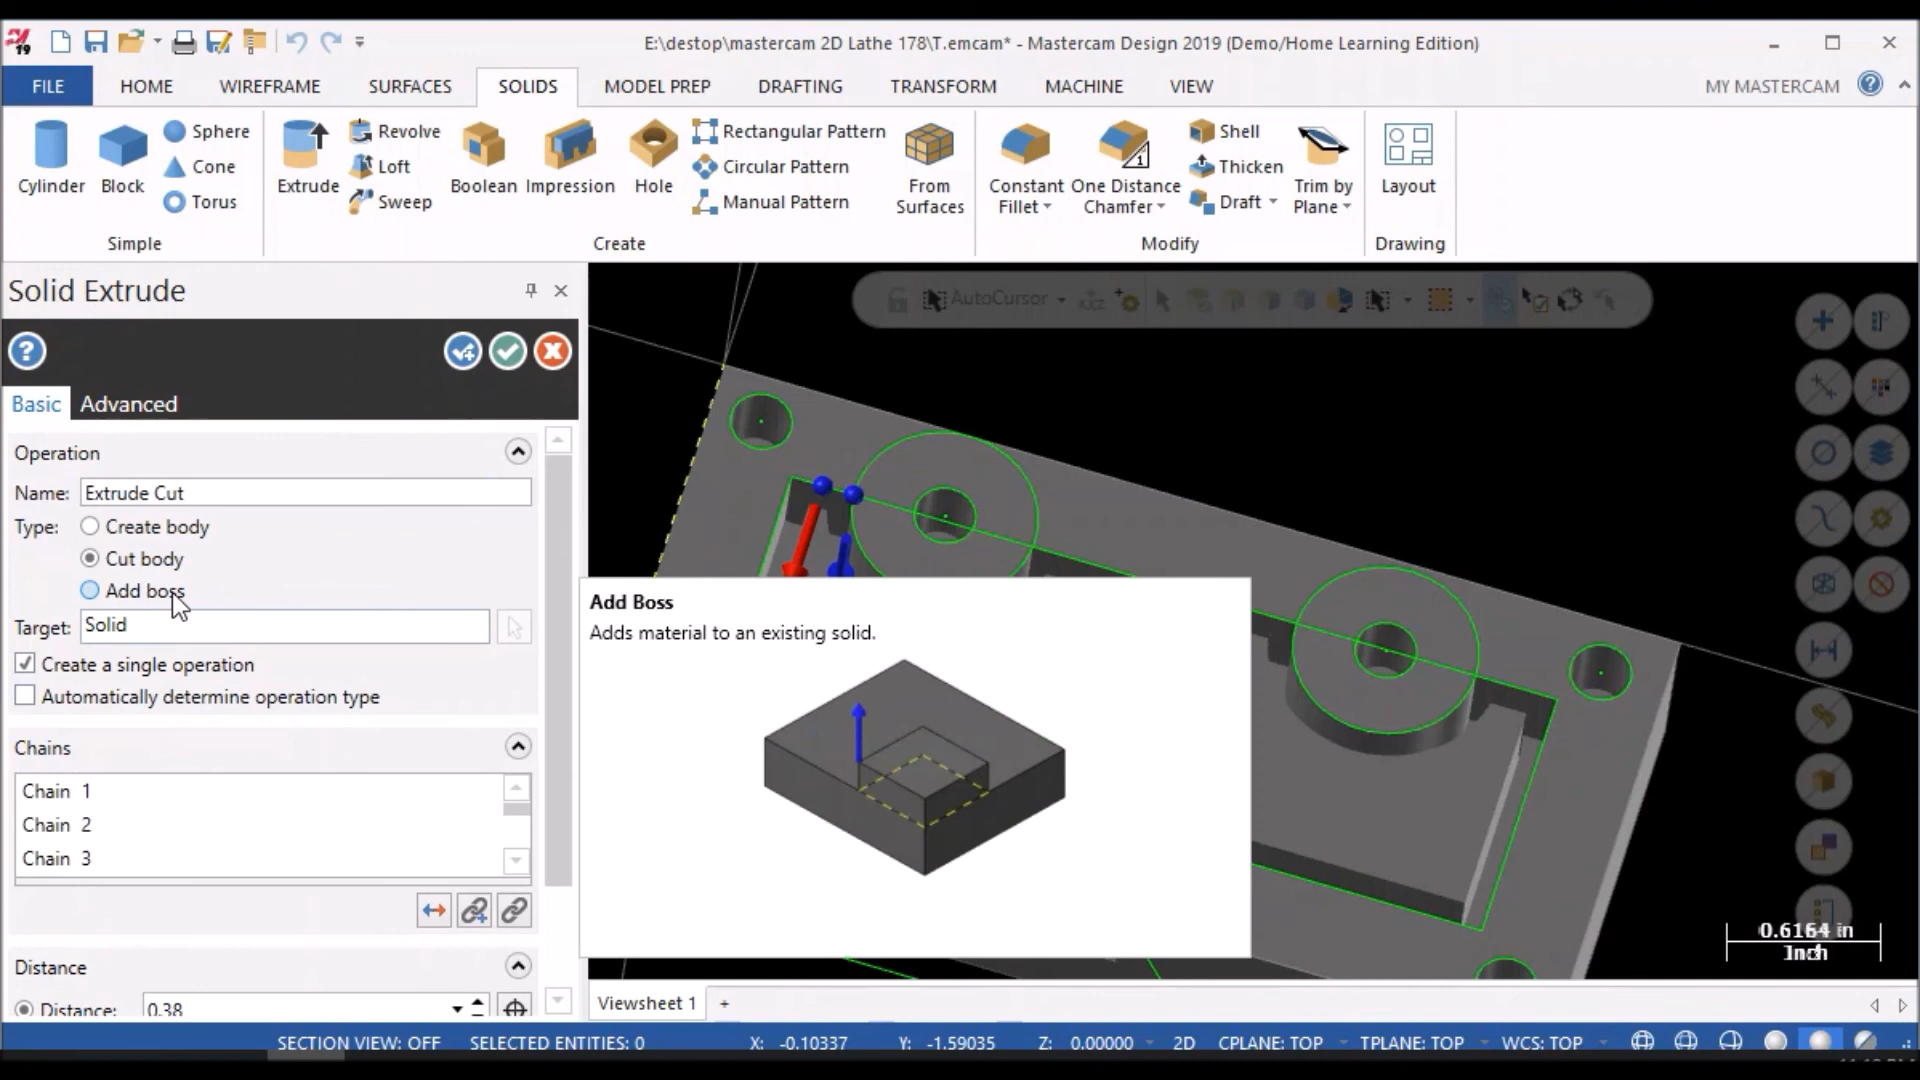 19
E:\destop\mastercam 2D Lathe 178\T.emcam* - Mastercam Design 2019 (Demo/Home Learning Edition)
FILE HOME WIREFRAME SURFACES SOLIDS MODEL PREP DRAFTING TRANSFORM MACHINE VIEW MY MASTERCAM
Cylinder
Block
Sphere
Cone
Torus
Simple
Extrude
Revolve
Loft
Sweep
Boolean
Impression
Hole
Rectangular Pattern
Circular Pattern
Manual Pattern
From
Surfaces
Create
Constant
Fillet
One Distance
Chamfer
Shell
Thicken
Draft
Trim by
Plane
Modify
Layout
Drawing
Solid Extrude
Basic Advanced
Operation
Name: Extrude Cut
Type: Create body
Cut body
Add boss
Target: Solid
Create a single operation
Automatically determine operation type
Chains
Chain 1
Chain 2
Chain 3
Distance
Distance: 0.38
AutoCursor
Add Boss
Adds material to an existing solid.
0.6164 in
Viewsheet 1 +
SECTION VIEW: OFF SELECTED ENTITIES: 0 X: -0.10337 Y: -1.59035 Z: 0.00000 2D CPLANE: TOP TPLANE: TOP WCS: TOP